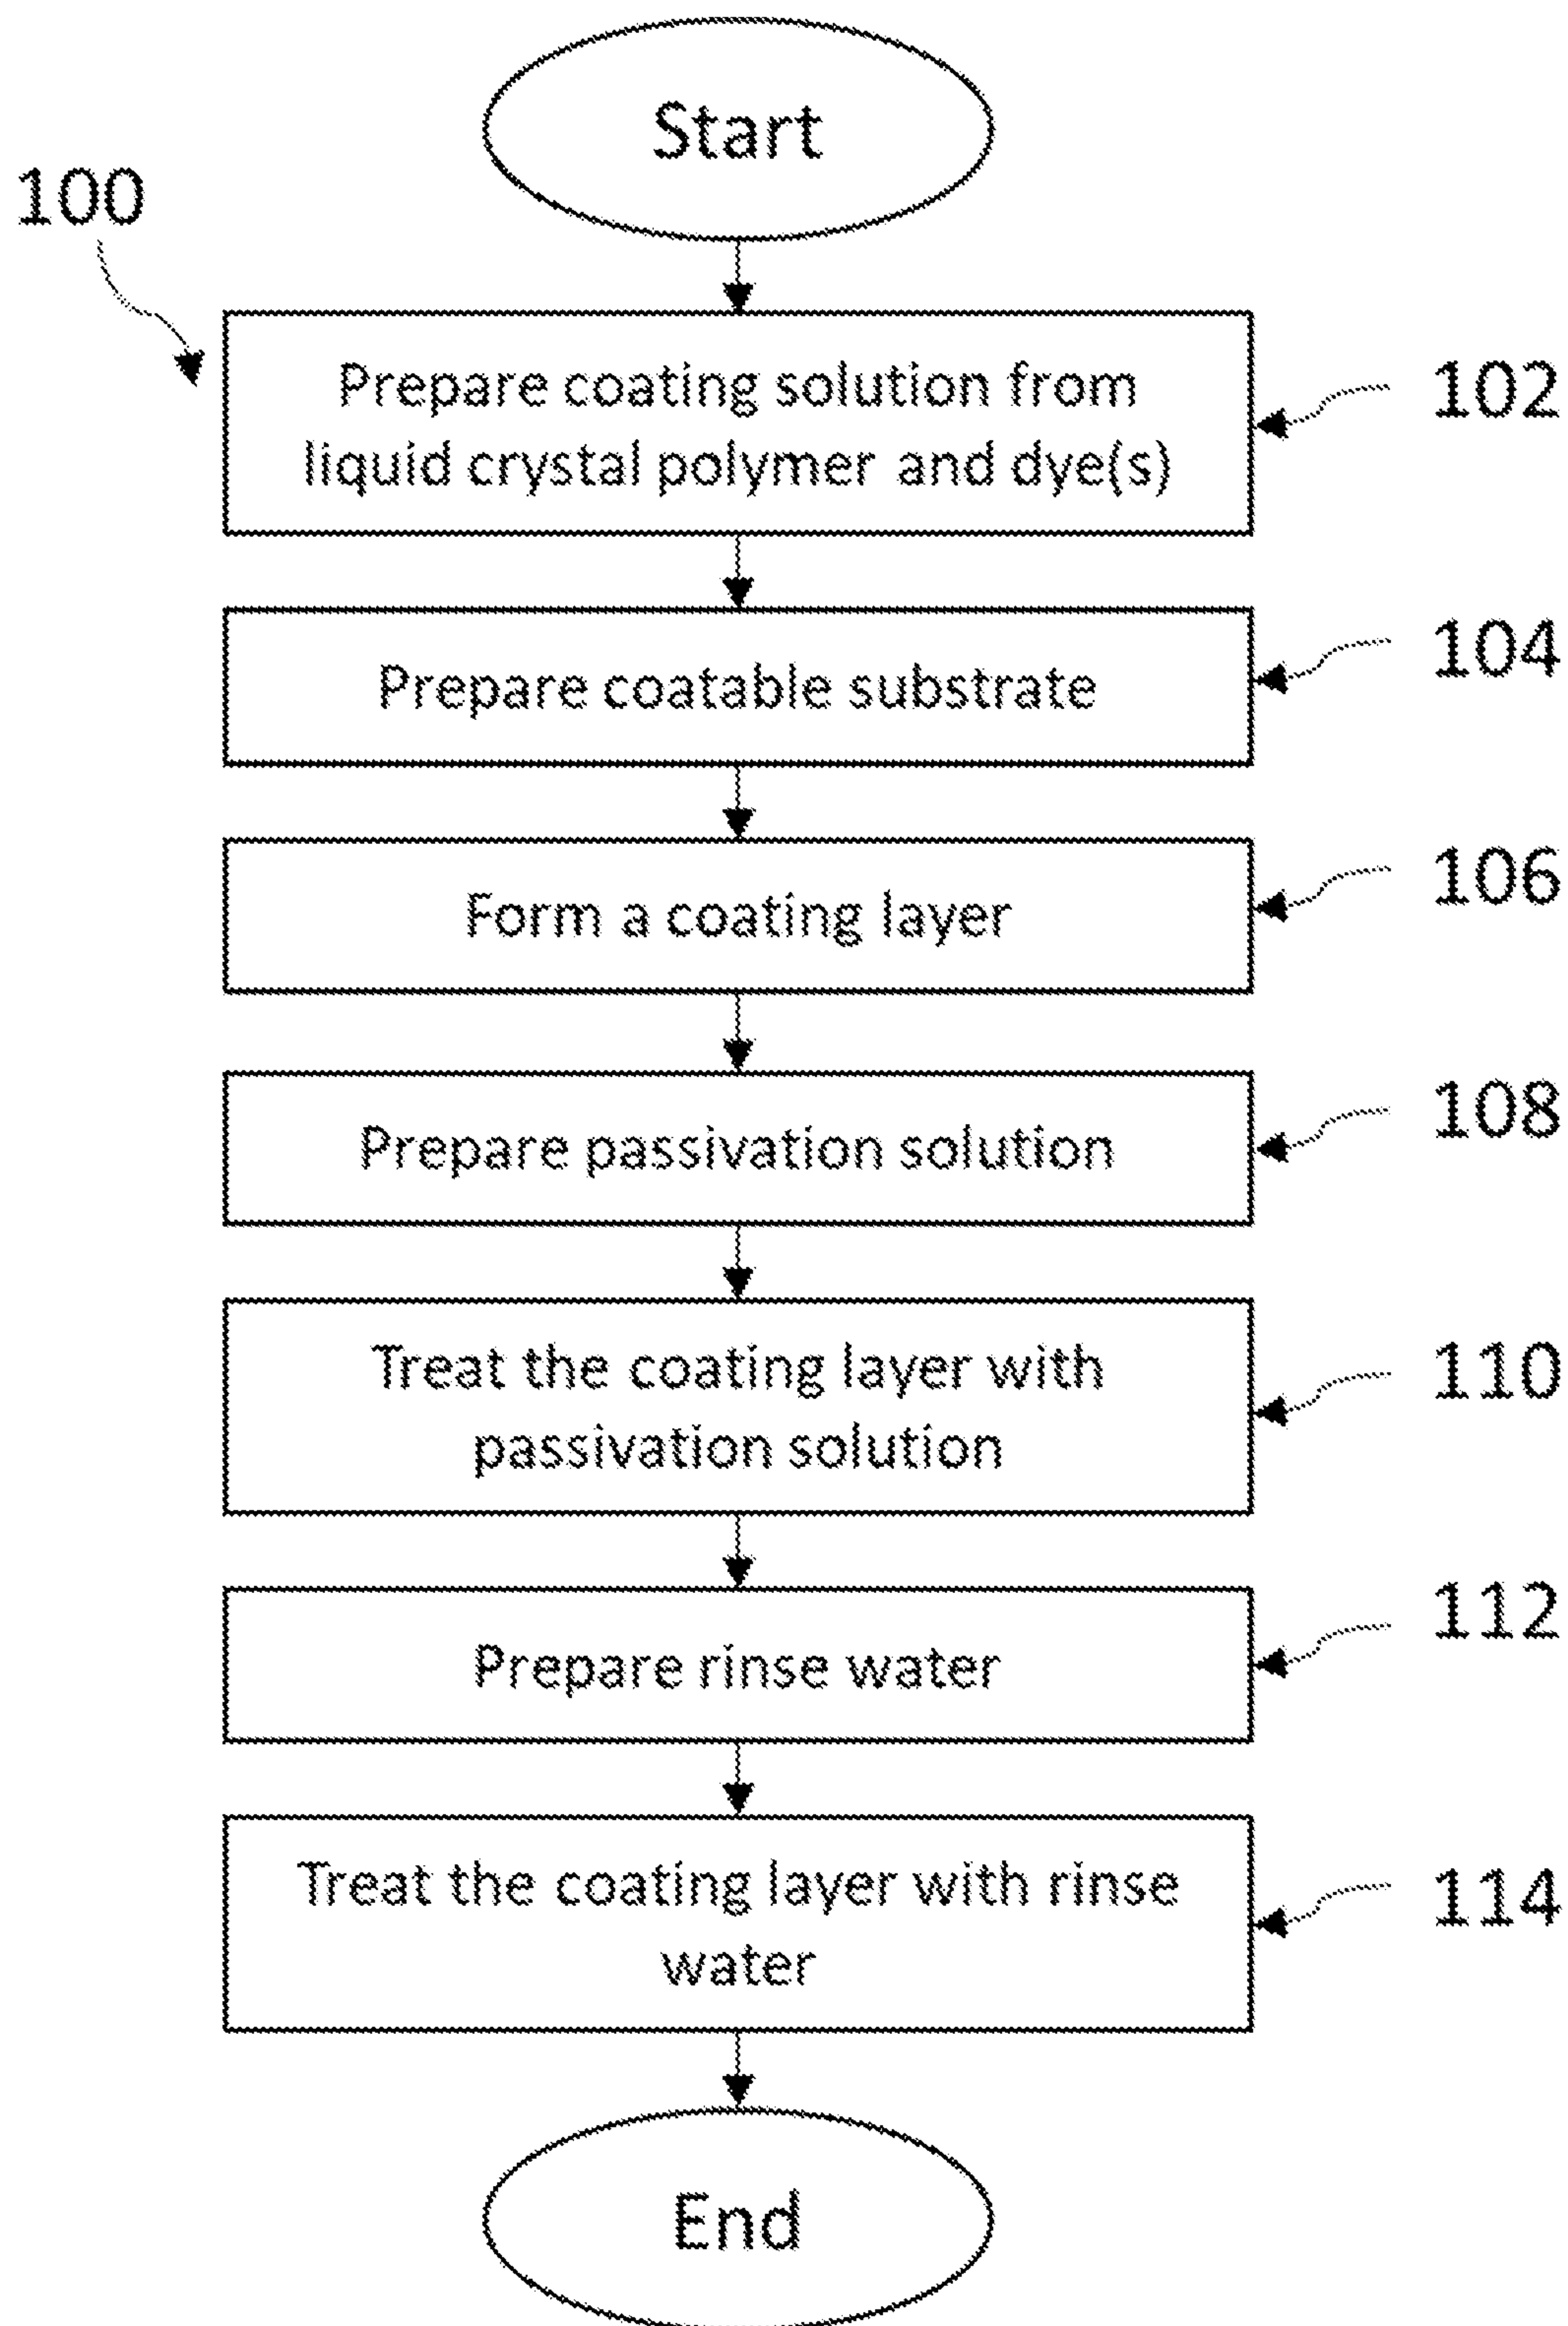 Start
100
Prepare coating solution from
liquid crystal polymer and dye(s)
102
Prepare coatable substrate
104
Form a coating layer
106
Prepare passivation solution
108
Treat the coating layer with
passivation solution
110
Prepare rinse water
112
Treat the coating layer with rinse
water
114
End